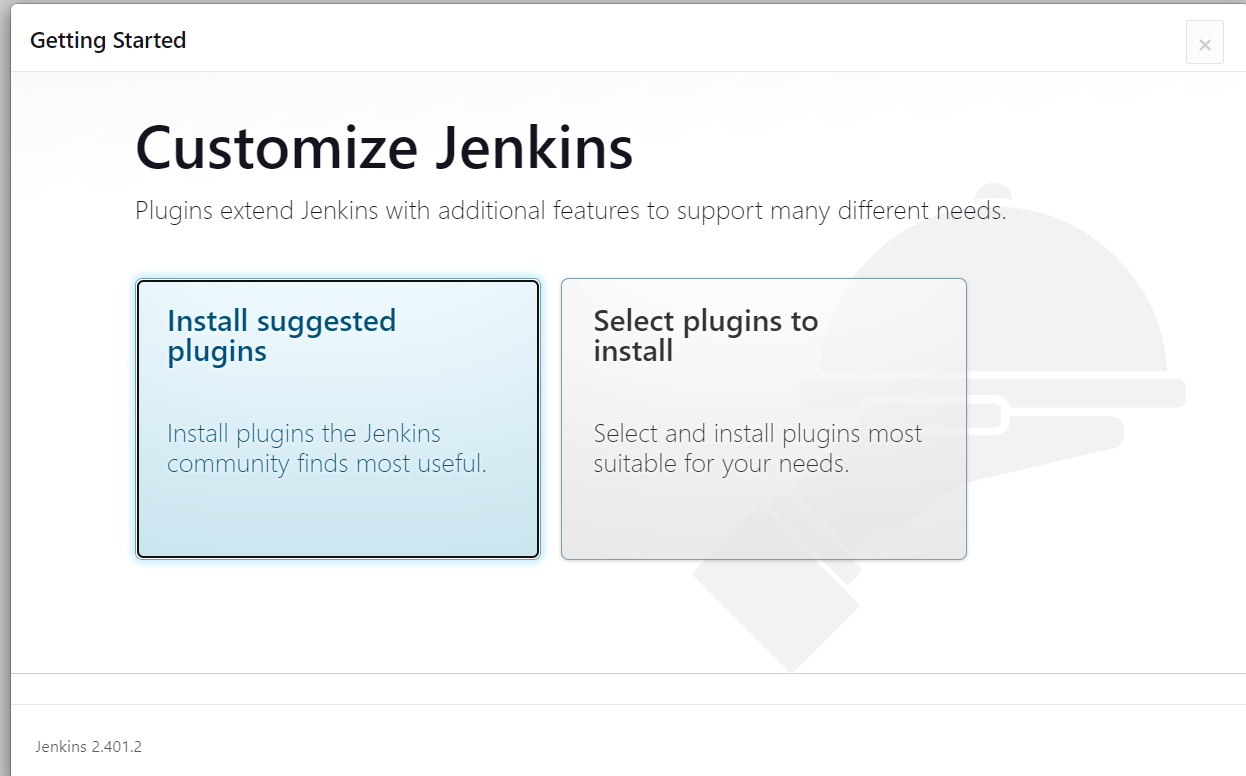 Getting Started
Customize Jenkins
Plugins extend Jenkins with additional features to support many different needs.
Install suggested
plugins
Install plugins the Jenkins
community finds most useful.
Select plugins to
install
Select and install plugins most
suitable for your needs.
Jenkins 2.401.2